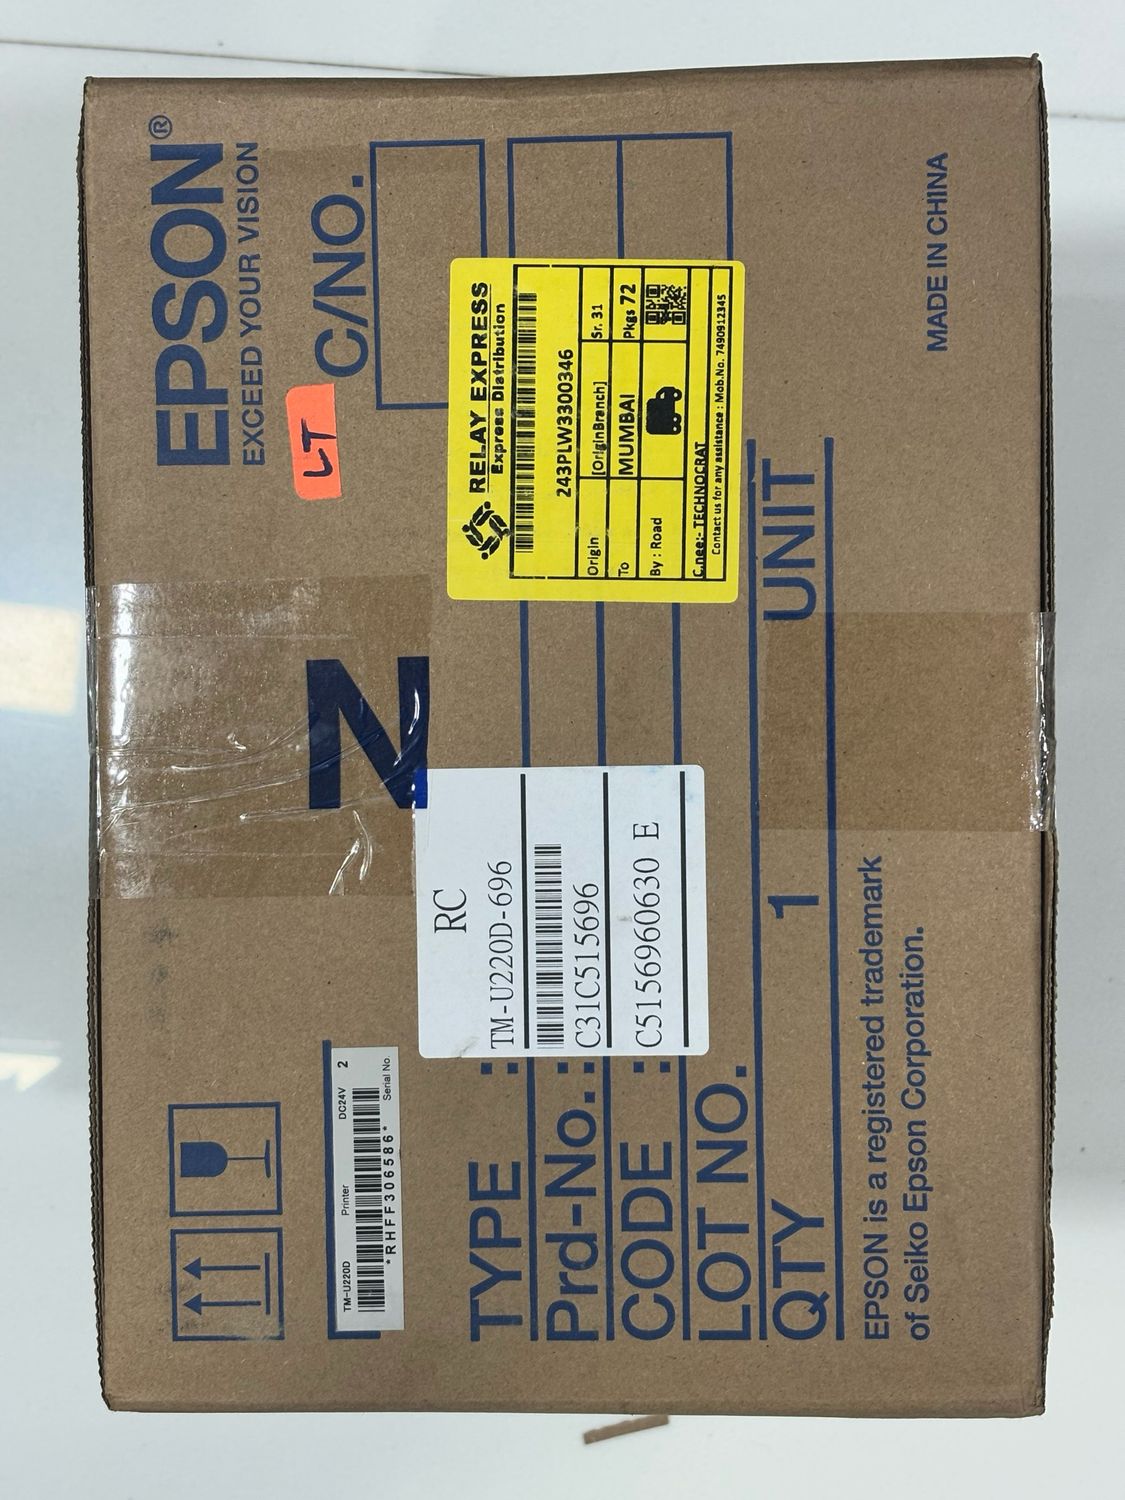 EPSON®
EXCEED YOUR VISION
C/NO.
LT
N
RELAY EXPRESS
Express Distribution
243PLW3300346
Origin [OriginBranch] Sr. 31
To MUMBAI Pkgs 72
By : Road
C.nee:- TECHNOCRAT
Contact us for any assistance : Mob.No. 7490912345
TM-U220D Printer DC24V 2
*RHFF306586*
Serial No.
RC
TYPE : TM-U220D-696
Prd-No.: C31C515696
CODE : C5156960630 E
LOT NO.
QTY 1 UNIT
EPSON is a registered trademark
of Seiko Epson Corporation.
MADE IN CHINA